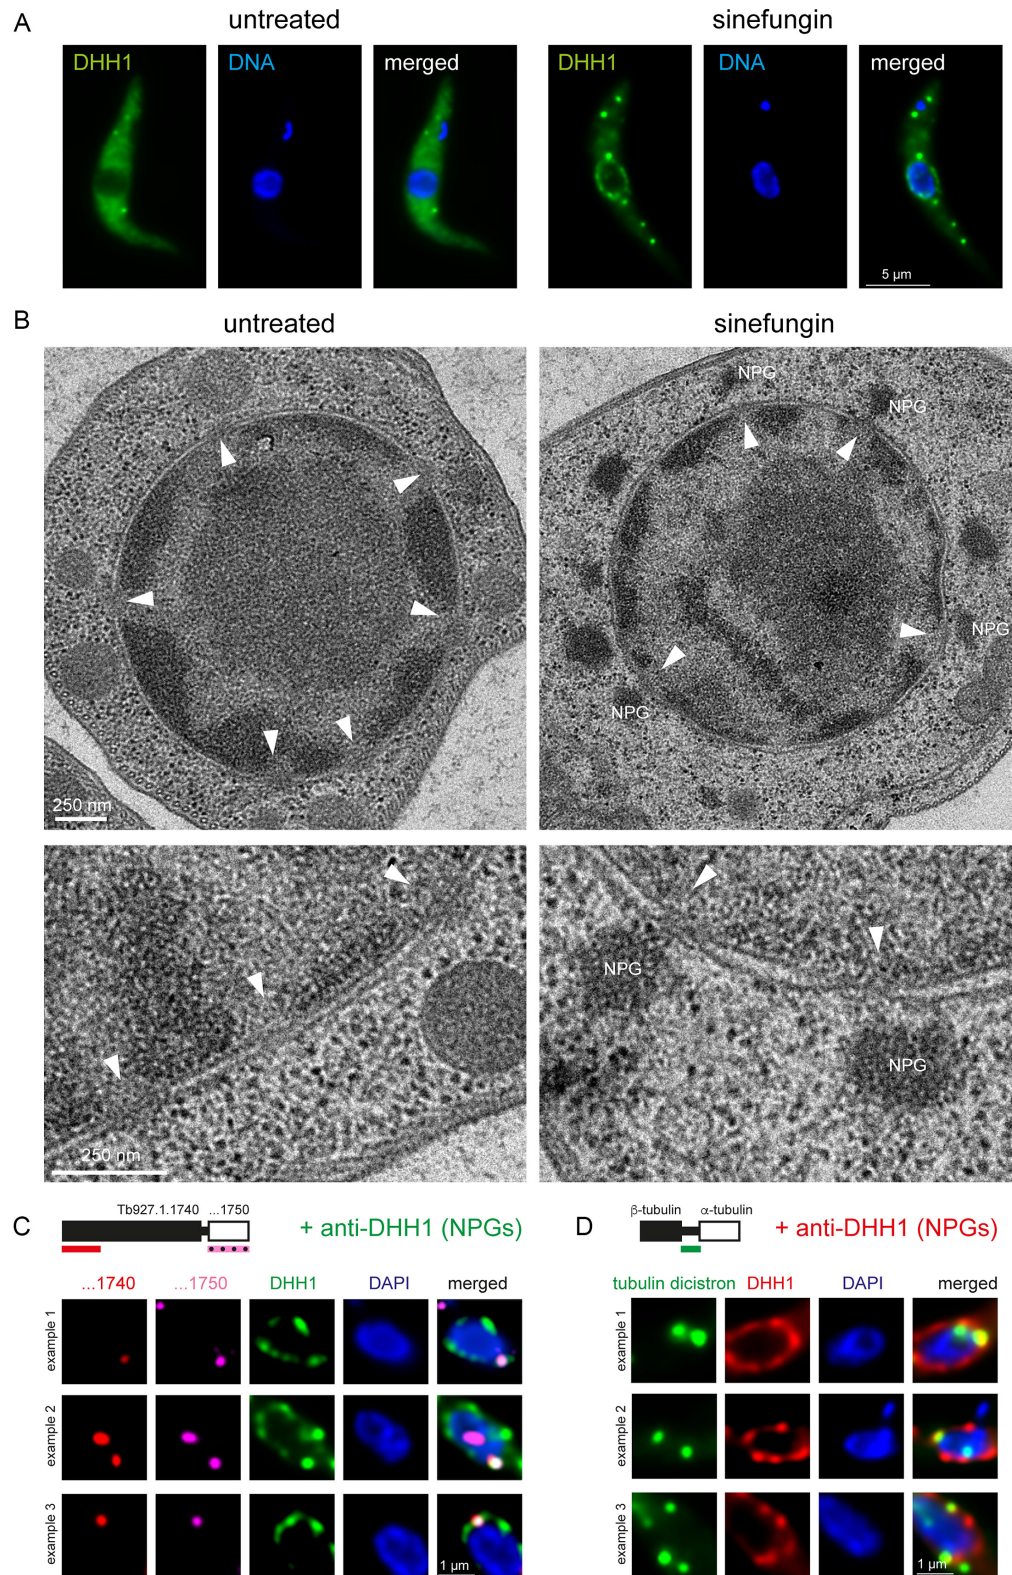 A
untreated
sinefungin
DHH1
DNA
merged
DHH1
DNA
merged
5 µm
B
untreated
sinefungin
NPG
NPG
NPG
NPG
250 nm
NPG
NPG
250 nm
C
Tb927.1.1740 ...1750
+ anti-DHH1 (NPGs)
...1740
...1750
DHH1
DAPI
merged
example 1
example 2
example 3
1 µm
D
β-tubulin
α-tubulin
+ anti-DHH1 (NPGs)
tubulin dicistron
DHH1
DAPI
merged
example 1
example 2
example 3
1 µm